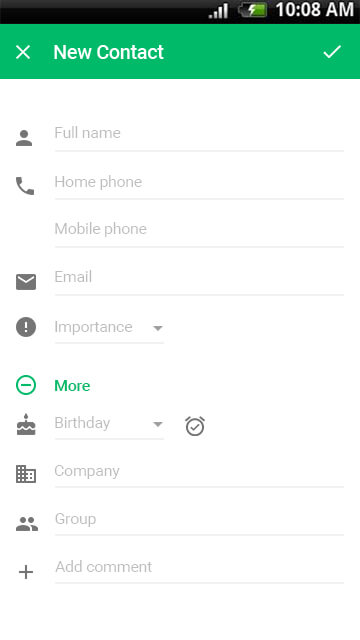 10:08 AM
New Contact
Full name
Home phone
Mobile phone
Email
Importance
More
Birthday
Company
Group
Add comment